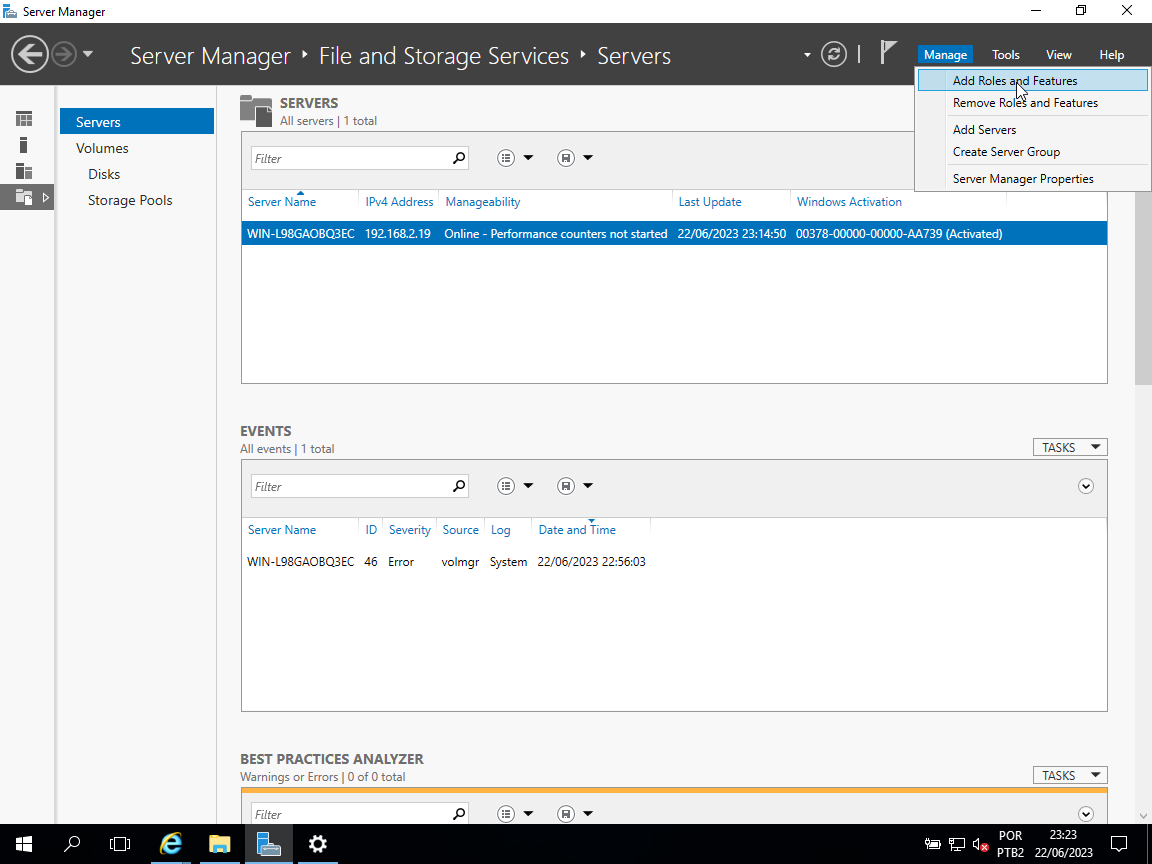 Server Manager
Server Manager ‣ File and Storage Services ‣ Servers
Manage Tools View Help
Add Roles and Features
Remove Roles and Features
Add Servers
Create Server Group
Server Manager Properties
Servers
Volumes
Disks
Storage Pools
SERVERS
All servers | 1 total
Filter
Server Name IPv4 Address Manageability Last Update Windows Activation
WIN-L98GAOBQ3EC 192.168.2.19 Online - Performance counters not started 22/06/2023 23:14:50 00378-00000-00000-AA739 (Activated)
EVENTS
All events | 1 total
TASKS
Filter
Server Name ID Severity Source Log Date and Time
WIN-L98GAOBQ3EC 46 Error volmgr System 22/06/2023 22:56:03
BEST PRACTICES ANALYZER
Warnings or Errors | 0 of 0 total
TASKS
Filter
POR
PTB2
23:23
22/06/2023